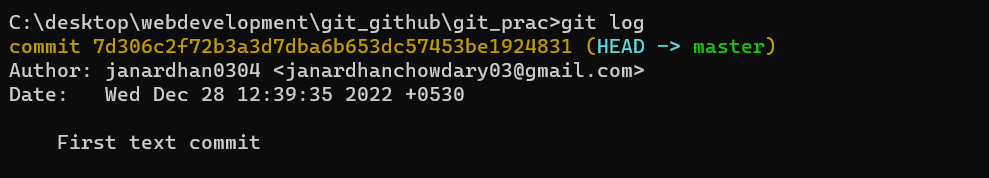 C:\desktop\webdevelopment\git_github\git_prac>git log
commit 7d306c2f72b3a3d7dba6b653dc57453be1924831 (HEAD -> master)
Author: janardhan0304 <janardhanchowdary03@gmail.com>
Date:   Wed Dec 28 12:39:35 2022 +0530
    First text commit